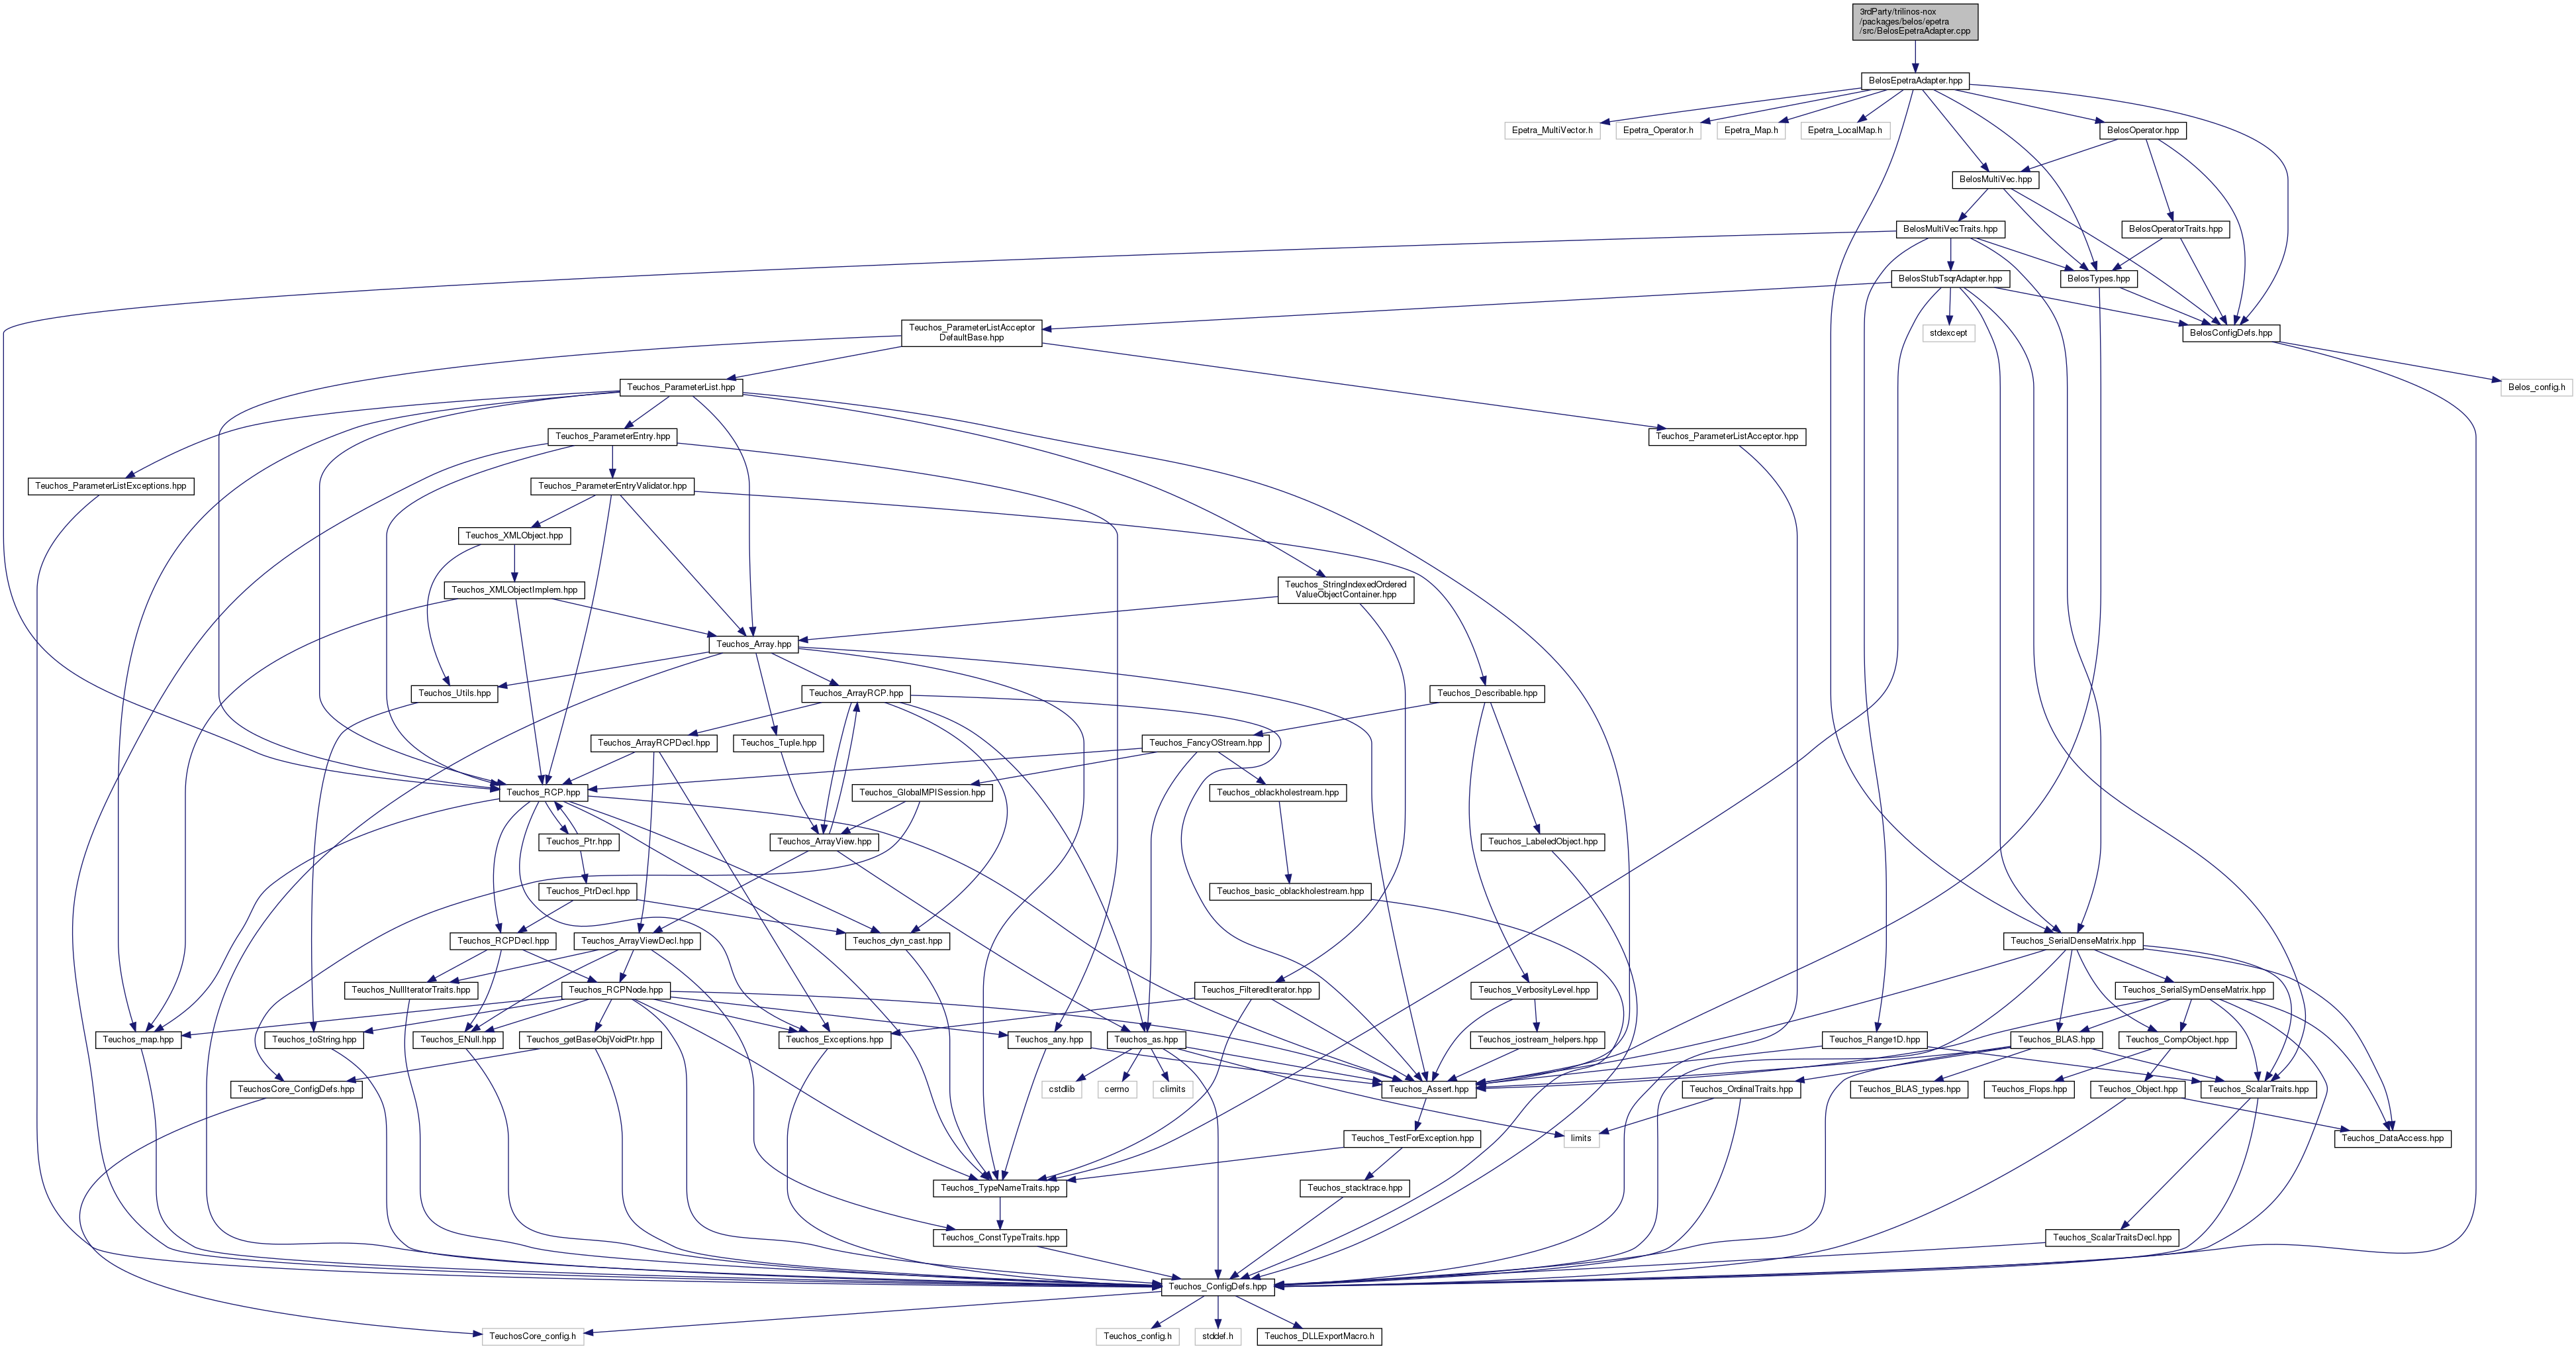 3rdParty/trilinos-nox
/packages/belos/epetra
/src/BelosEpetraAdapter.cpp
BelosEpetraAdapter.hpp
Epetra_MultiVector.h
Epetra_Operator.h
Epetra_Map.h
Epetra_LocalMap.h
BelosOperator.hpp
BelosMultiVec.hpp
BelosMultiVecTraits.hpp
BelosOperatorTraits.hpp
BelosStubTsqrAdapter.hpp
BelosTypes.hpp
Teuchos_ParameterListAcceptor
DefaultBase.hpp
stdexcept
BelosConfigDefs.hpp
Teuchos_ParameterList.hpp
Belos_config.h
Teuchos_ParameterEntry.hpp
Teuchos_ParameterListAcceptor.hpp
Teuchos_ParameterListExceptions.hpp
Teuchos_ParameterEntryValidator.hpp
Teuchos_XMLObject.hpp
Teuchos_XMLObjectImplem.hpp
Teuchos_StringIndexedOrdered
ValueObjectContainer.hpp
Teuchos_Array.hpp
Teuchos_Utils.hpp
Teuchos_ArrayRCP.hpp
Teuchos_Describable.hpp
Teuchos_ArrayRCPDecl.hpp
Teuchos_Tuple.hpp
Teuchos_FancyOStream.hpp
Teuchos_RCP.hpp
Teuchos_GlobalMPISession.hpp
Teuchos_oblackholestream.hpp
Teuchos_Ptr.hpp
Teuchos_ArrayView.hpp
Teuchos_LabeledObject.hpp
Teuchos_PtrDecl.hpp
Teuchos_basic_oblackholestream.hpp
Teuchos_RCPDecl.hpp
Teuchos_ArrayViewDecl.hpp
Teuchos_dyn_cast.hpp
Teuchos_SerialDenseMatrix.hpp
Teuchos_NullIteratorTraits.hpp
Teuchos_RCPNode.hpp
Teuchos_FilteredIterator.hpp
Teuchos_VerbosityLevel.hpp
Teuchos_SerialSymDenseMatrix.hpp
Teuchos_map.hpp
Teuchos_toString.hpp
Teuchos_ENull.hpp
Teuchos_getBaseObjVoidPtr.hpp
Teuchos_Exceptions.hpp
Teuchos_any.hpp
Teuchos_as.hpp
Teuchos_iostream_helpers.hpp
Teuchos_Range1D.hpp
Teuchos_BLAS.hpp
Teuchos_CompObject.hpp
TeuchosCore_ConfigDefs.hpp
cstdlib
cerrno
climits
Teuchos_Assert.hpp
Teuchos_OrdinalTraits.hpp
Teuchos_BLAS_types.hpp
Teuchos_Flops.hpp
Teuchos_Object.hpp
Teuchos_ScalarTraits.hpp
Teuchos_TestForException.hpp
limits
Teuchos_DataAccess.hpp
Teuchos_TypeNameTraits.hpp
Teuchos_stacktrace.hpp
Teuchos_ConstTypeTraits.hpp
Teuchos_ScalarTraitsDecl.hpp
Teuchos_ConfigDefs.hpp
TeuchosCore_config.h
Teuchos_config.h
stddef.h
Teuchos_DLLExportMacro.h